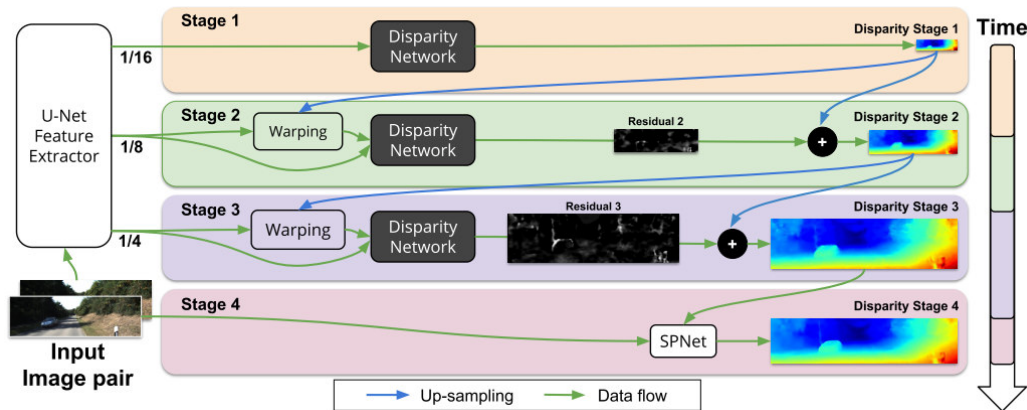 Stage 1
Disparity Stage 1
Time
1/16
Disparity
Network
U-Net
Feature
Extractor
Stage 2
1/8
Warping
Disparity
Network
Residual 2
+
Disparity Stage 2
Stage 3
1/4
Warping
Disparity
Network
Residual 3
+
Disparity Stage 3
Stage 4
Disparity Stage 4
SPNet
Input
Image pair
Up-sampling
Data flow